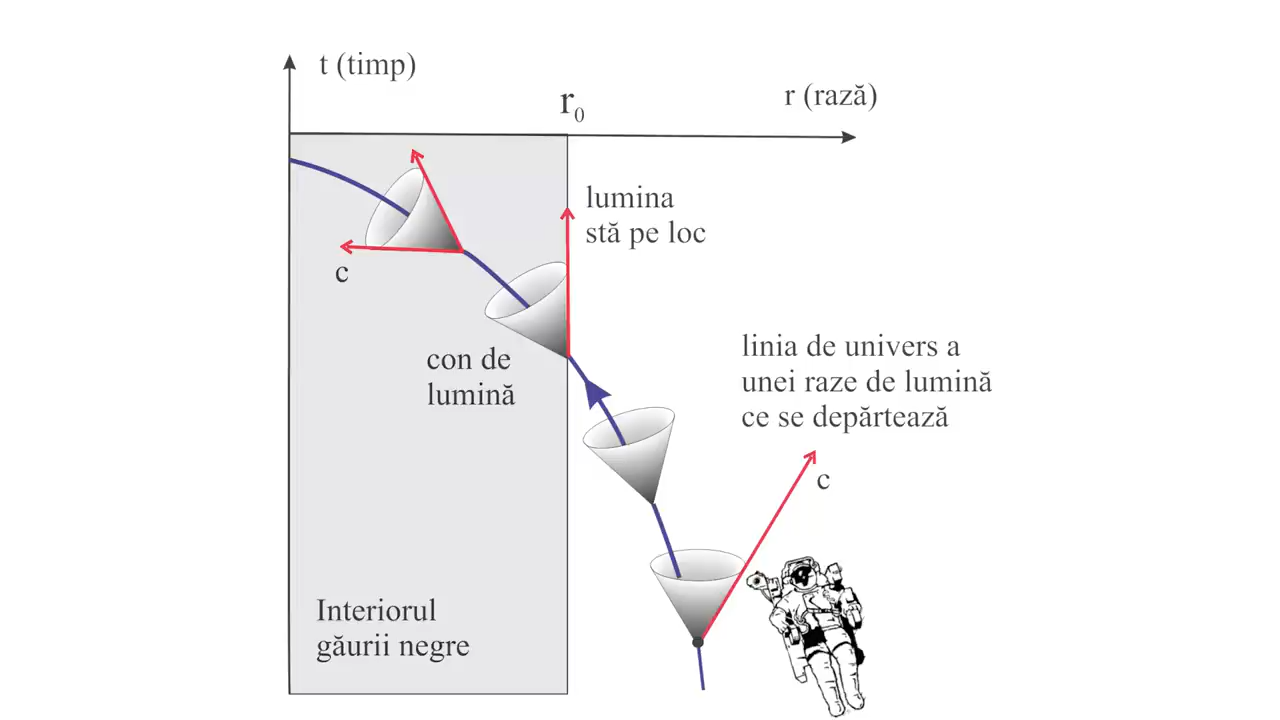 t (timp)
r₀
r (rază)
lumina
stă pe loc
c
con de
lumină
linia de univers a
unei raze de lumină
ce se depărtează
c
Interiorul
găurii negre